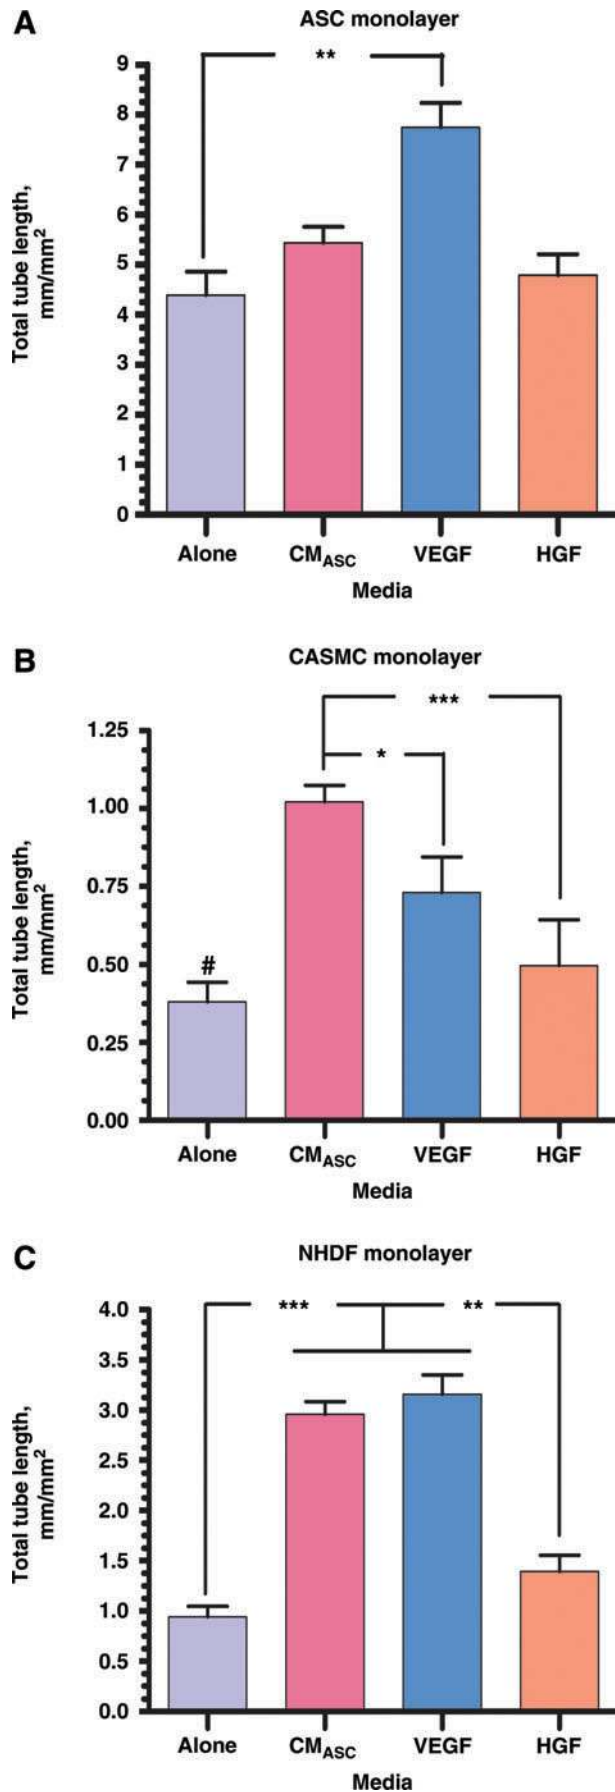 A
ASC monolayer
**
9
8
7
6
5
4
3
2
1
0
Total tube length,
mm/mm²
Alone CM_ASC VEGF HGF
Media
B
CASMC monolayer
***
*
#
1.25
1.00
0.75
0.50
0.25
0.00
Total tube length,
mm/mm²
Alone CM_ASC VEGF HGF
Media
C
NHDF monolayer
*** **
4.0
3.5
3.0
2.5
2.0
1.5
1.0
0.5
0.0
Total tube length,
mm/mm²
Alone CM_ASC VEGF HGF
Media